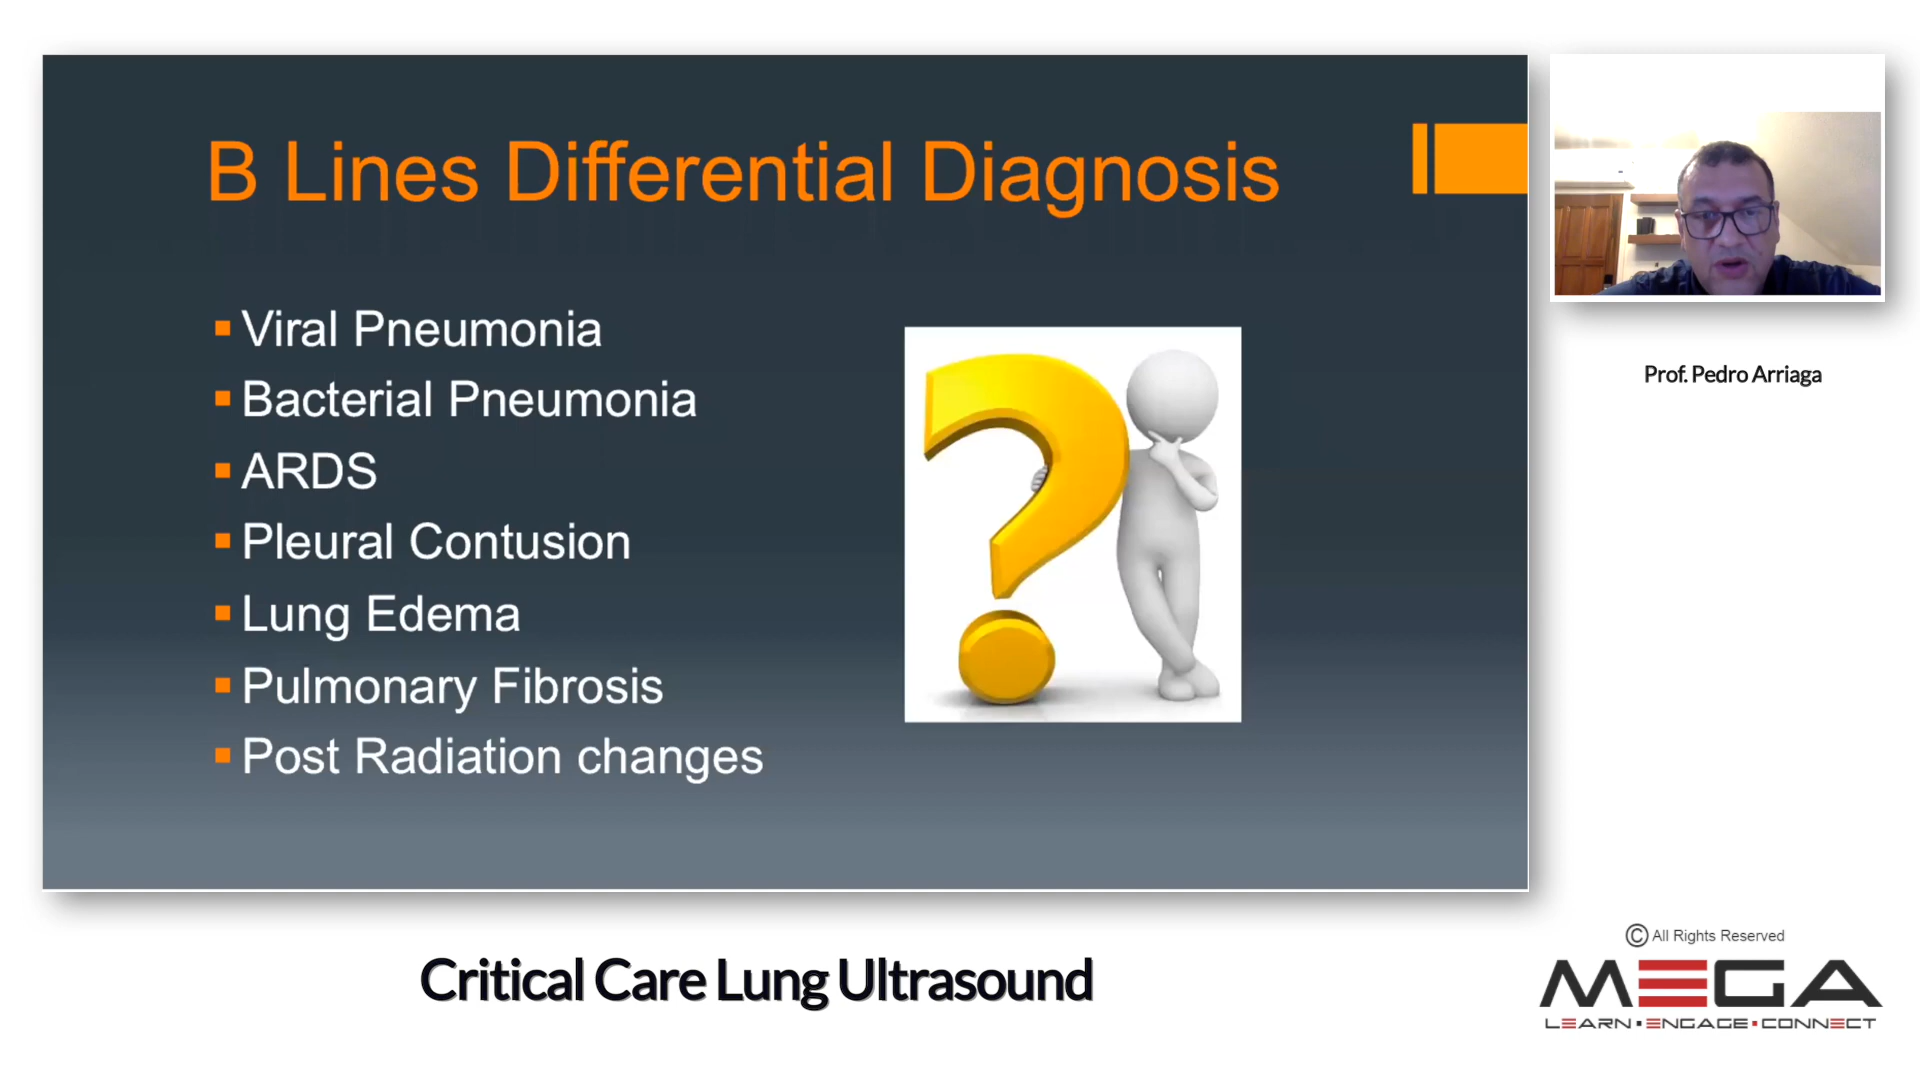 B Lines Differential Diagnosis
Viral Pneumonia
Bacterial Pneumonia
ARDS
Pleural Contusion
Lung Edema
Pulmonary Fibrosis
Post Radiation changes
?
Prof. Pedro Arriaga
Critical Care Lung Ultrasound
© All Rights Reserved
MEGA
LEARN • ENGAGE • CONNECT